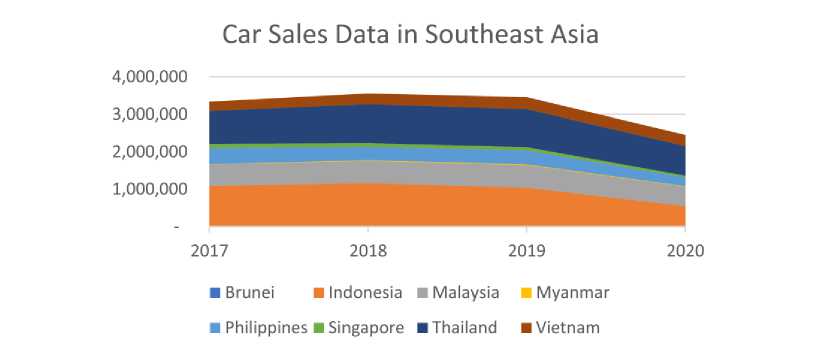 Car Sales Data in Southeast Asia
4,000,000
3,000,000
2,000,000
1,000,000
-
2017 2018 2019 2020
Brunei Indonesia Malaysia Myanmar
Philippines Singapore Thailand Vietnam